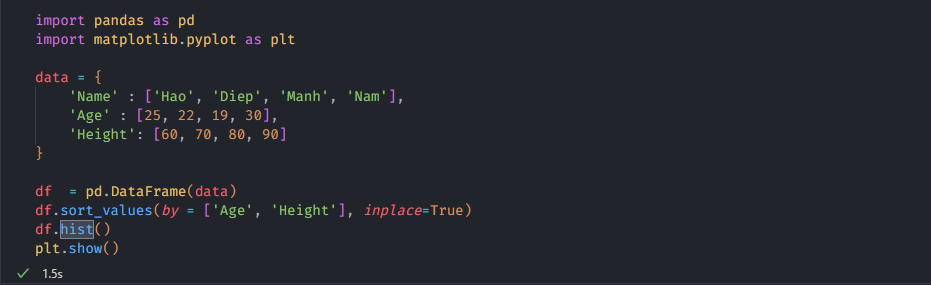 import pandas as pd
import matplotlib.pyplot as plt
data = {
    'Name' : ['Hao', 'Diep', 'Manh', 'Nam'],
    'Age' : [25, 22, 19, 30],
    'Height': [60, 70, 80, 90]
}
df  = pd.DataFrame(data)
df.sort_values(by = ['Age', 'Height'], inplace=True)
df.hist()
plt.show()
1.5s